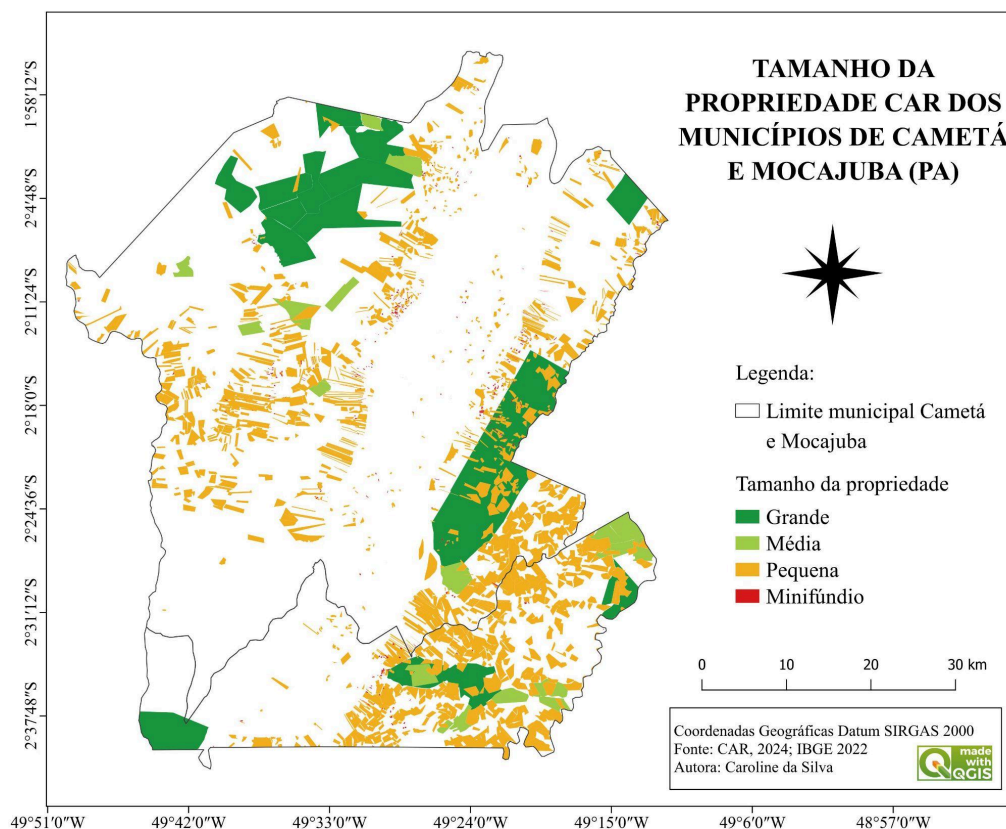 TAMANHO DA
PROPRIEDADE CAR DOS
MUNICÍPIOS DE CAMETÁ
E MOCAJUBA (PA)
Legenda:
Limite municipal Cametá
e Mocajuba
Tamanho da propriedade
Grande
Média
Pequena
Minifúndio
0 10 20 30 km
Coordenadas Geográficas Datum SIRGAS 2000
Fonte: CAR, 2024; IBGE 2022
Autora: Caroline da Silva
made
with
QGIS
1°58'12"S
2°4'48"S
2°11'24"S
2°18'0"S
2°24'36"S
2°31'12"S
2°37'48"S
49°51'0"W 49°42'0"W 49°33'0"W 49°24'0"W 49°15'0"W 49°6'0"W 48°57'0"W